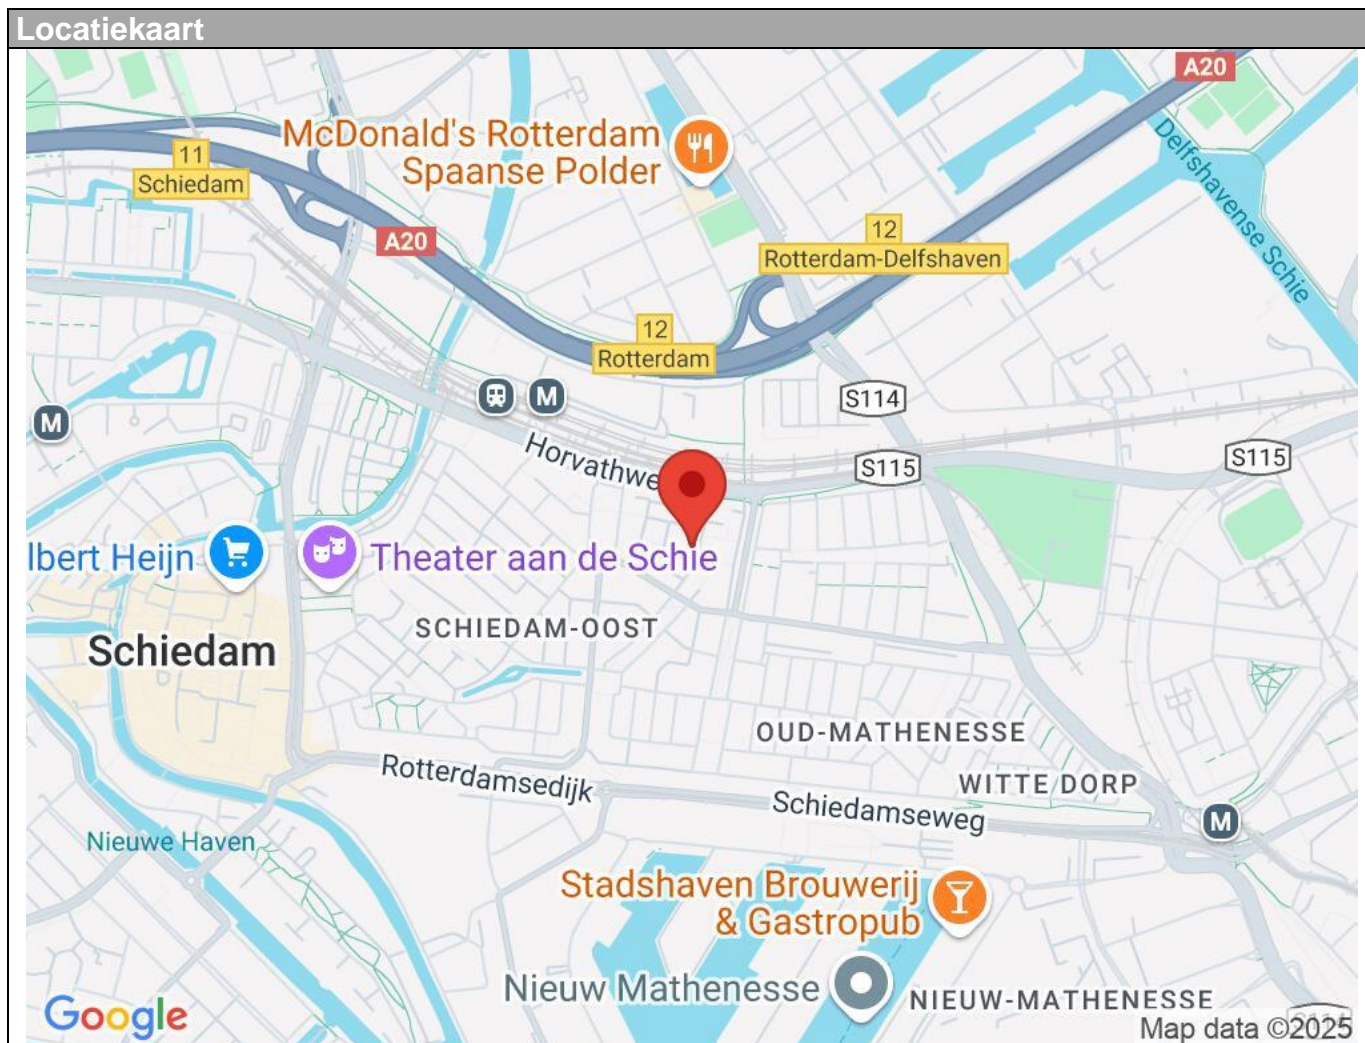 Locatiekaart
A20
McDonald's Rotterdam
Spaanse Polder
11
Schiedam
Delfshavense Schie
A20
12
Rotterdam-Delfshaven
12
Rotterdam
M
M
S114
Horvathwe
S115
S115
lbert Heijn
Theater aan de Schie
SCHIEDAM-OOST
Schiedam
OUD-MATHENESSE
Rotterdamsedijk
WITTE DORP
Schiedamseweg
M
Nieuwe Haven
Stadshaven Brouwerij
& Gastropub
Nieuw Mathenesse
NIEUW-MATHENESSE
Google
Map data ©2025